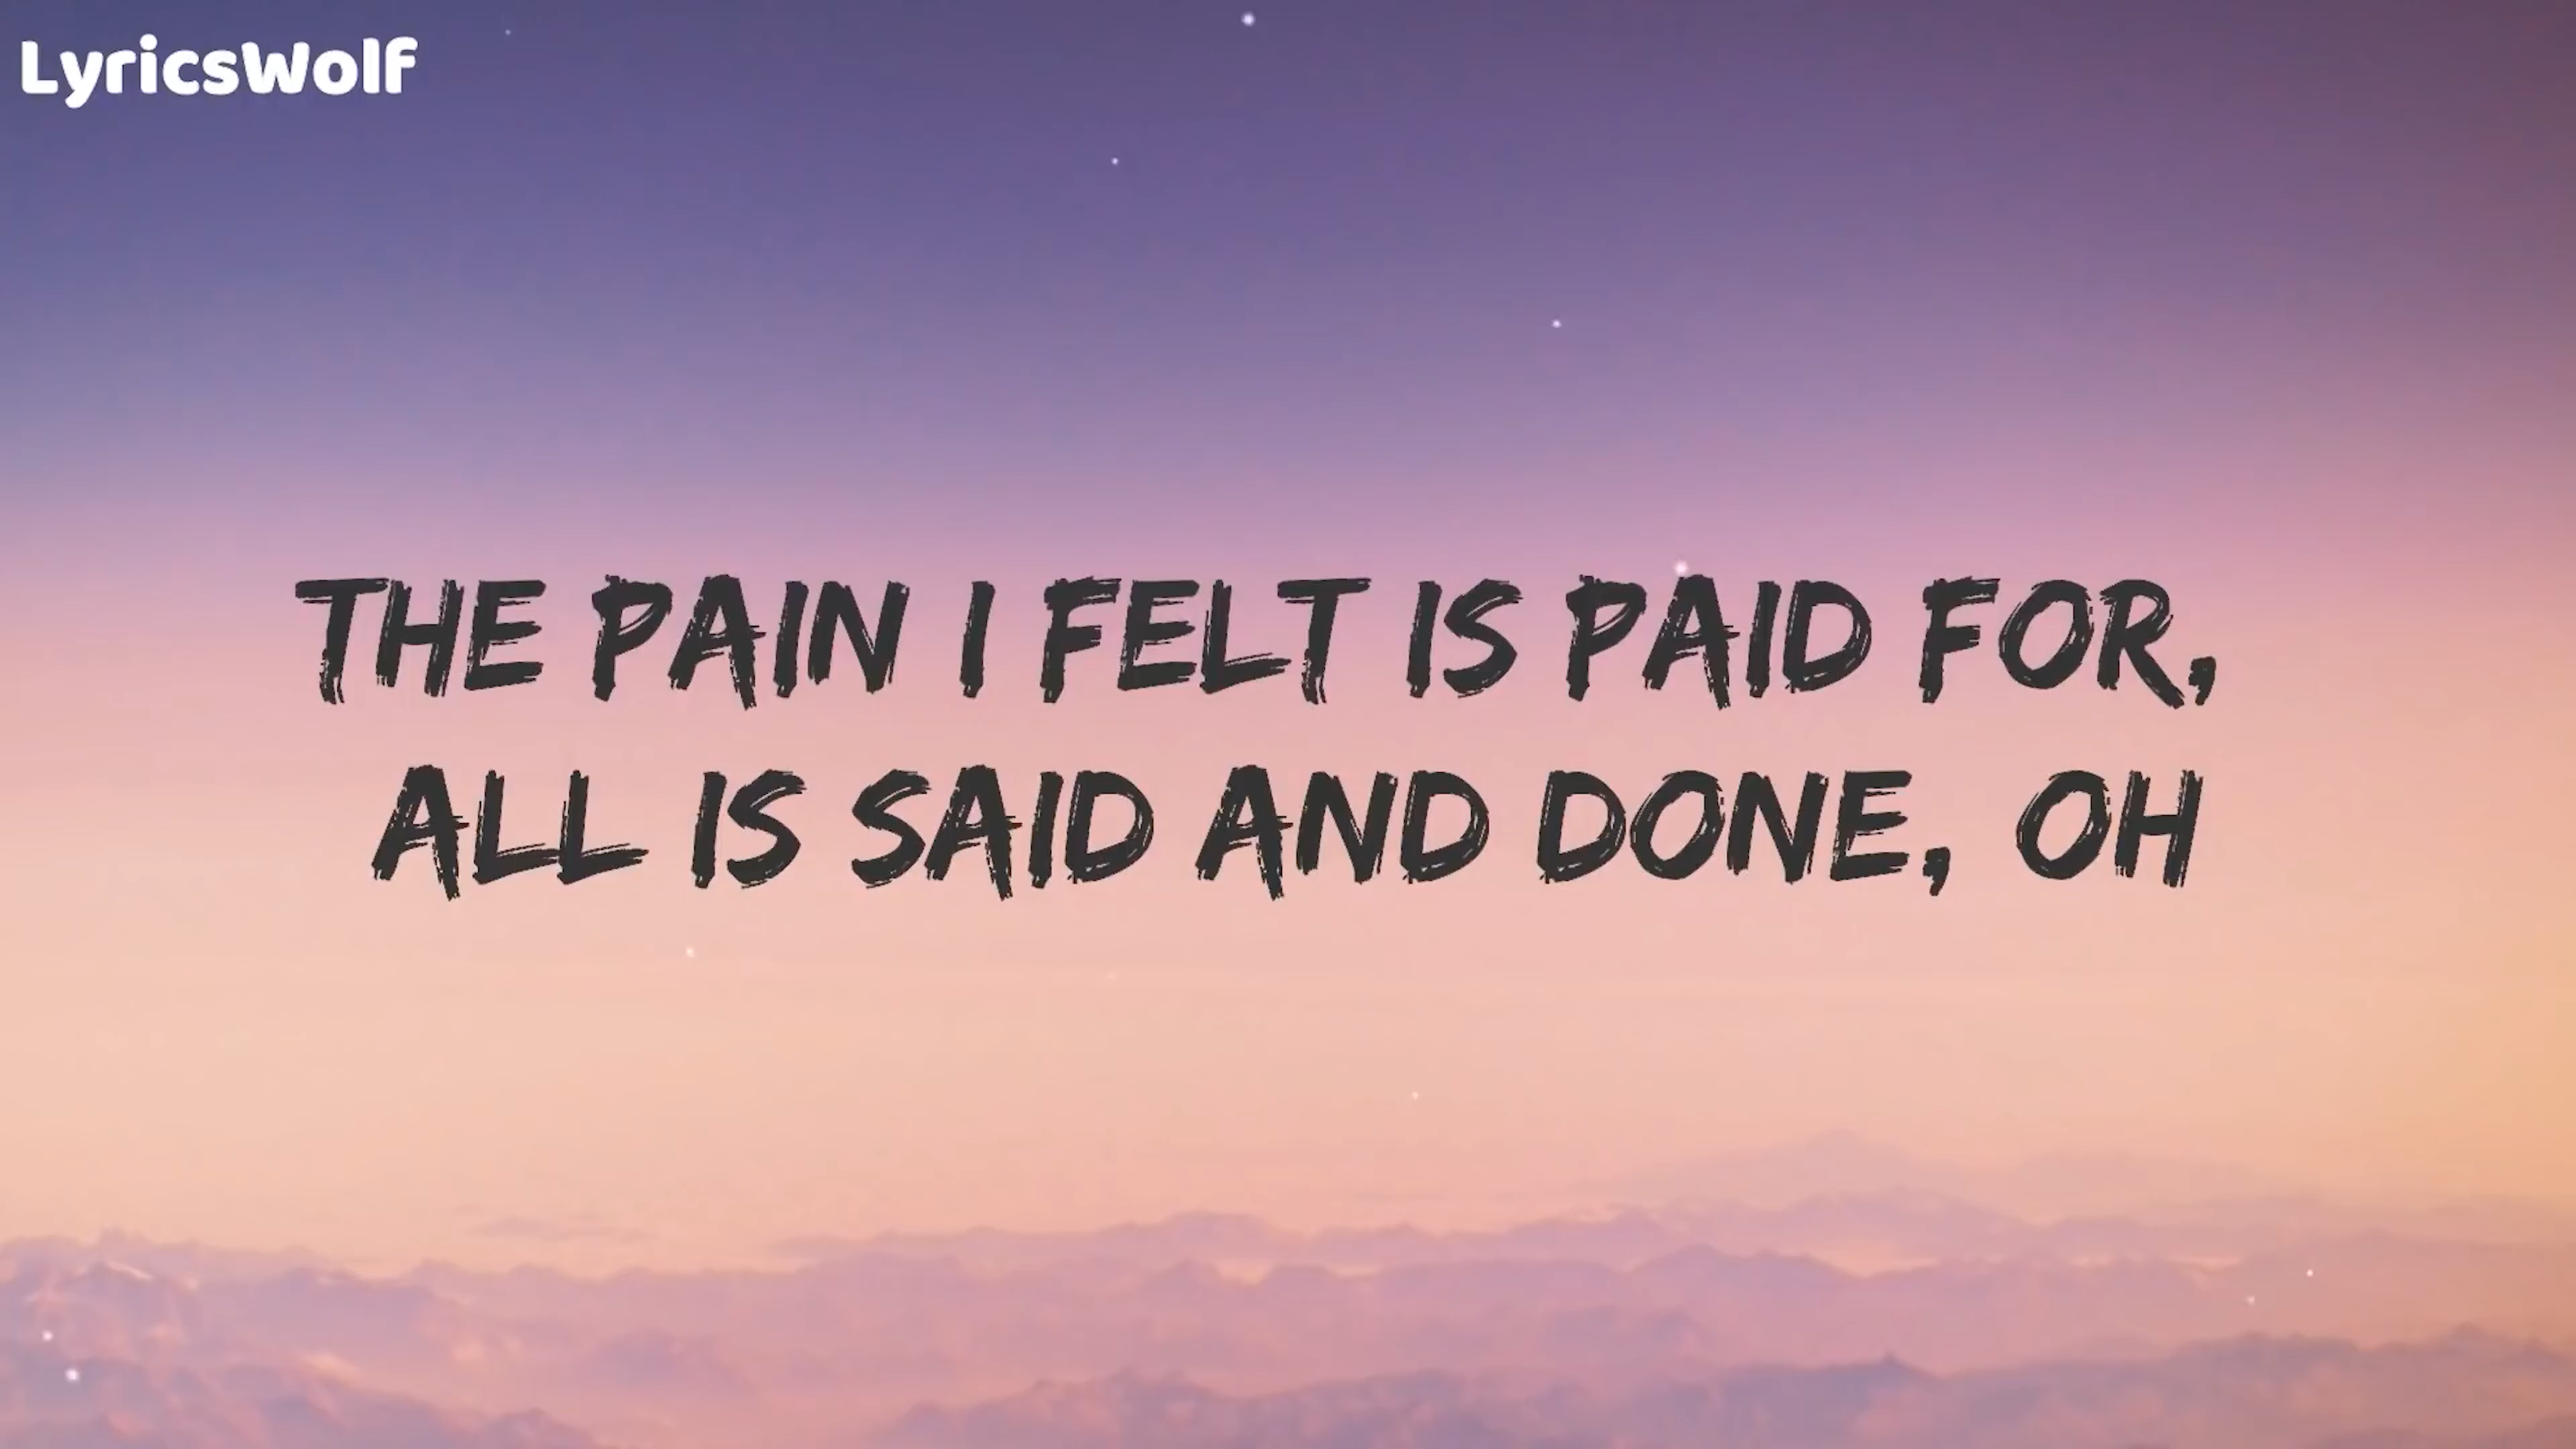 LyricsWolf
THE PAIN I FELT IS PAID FOR,
ALL IS SAID AND DONE, OH